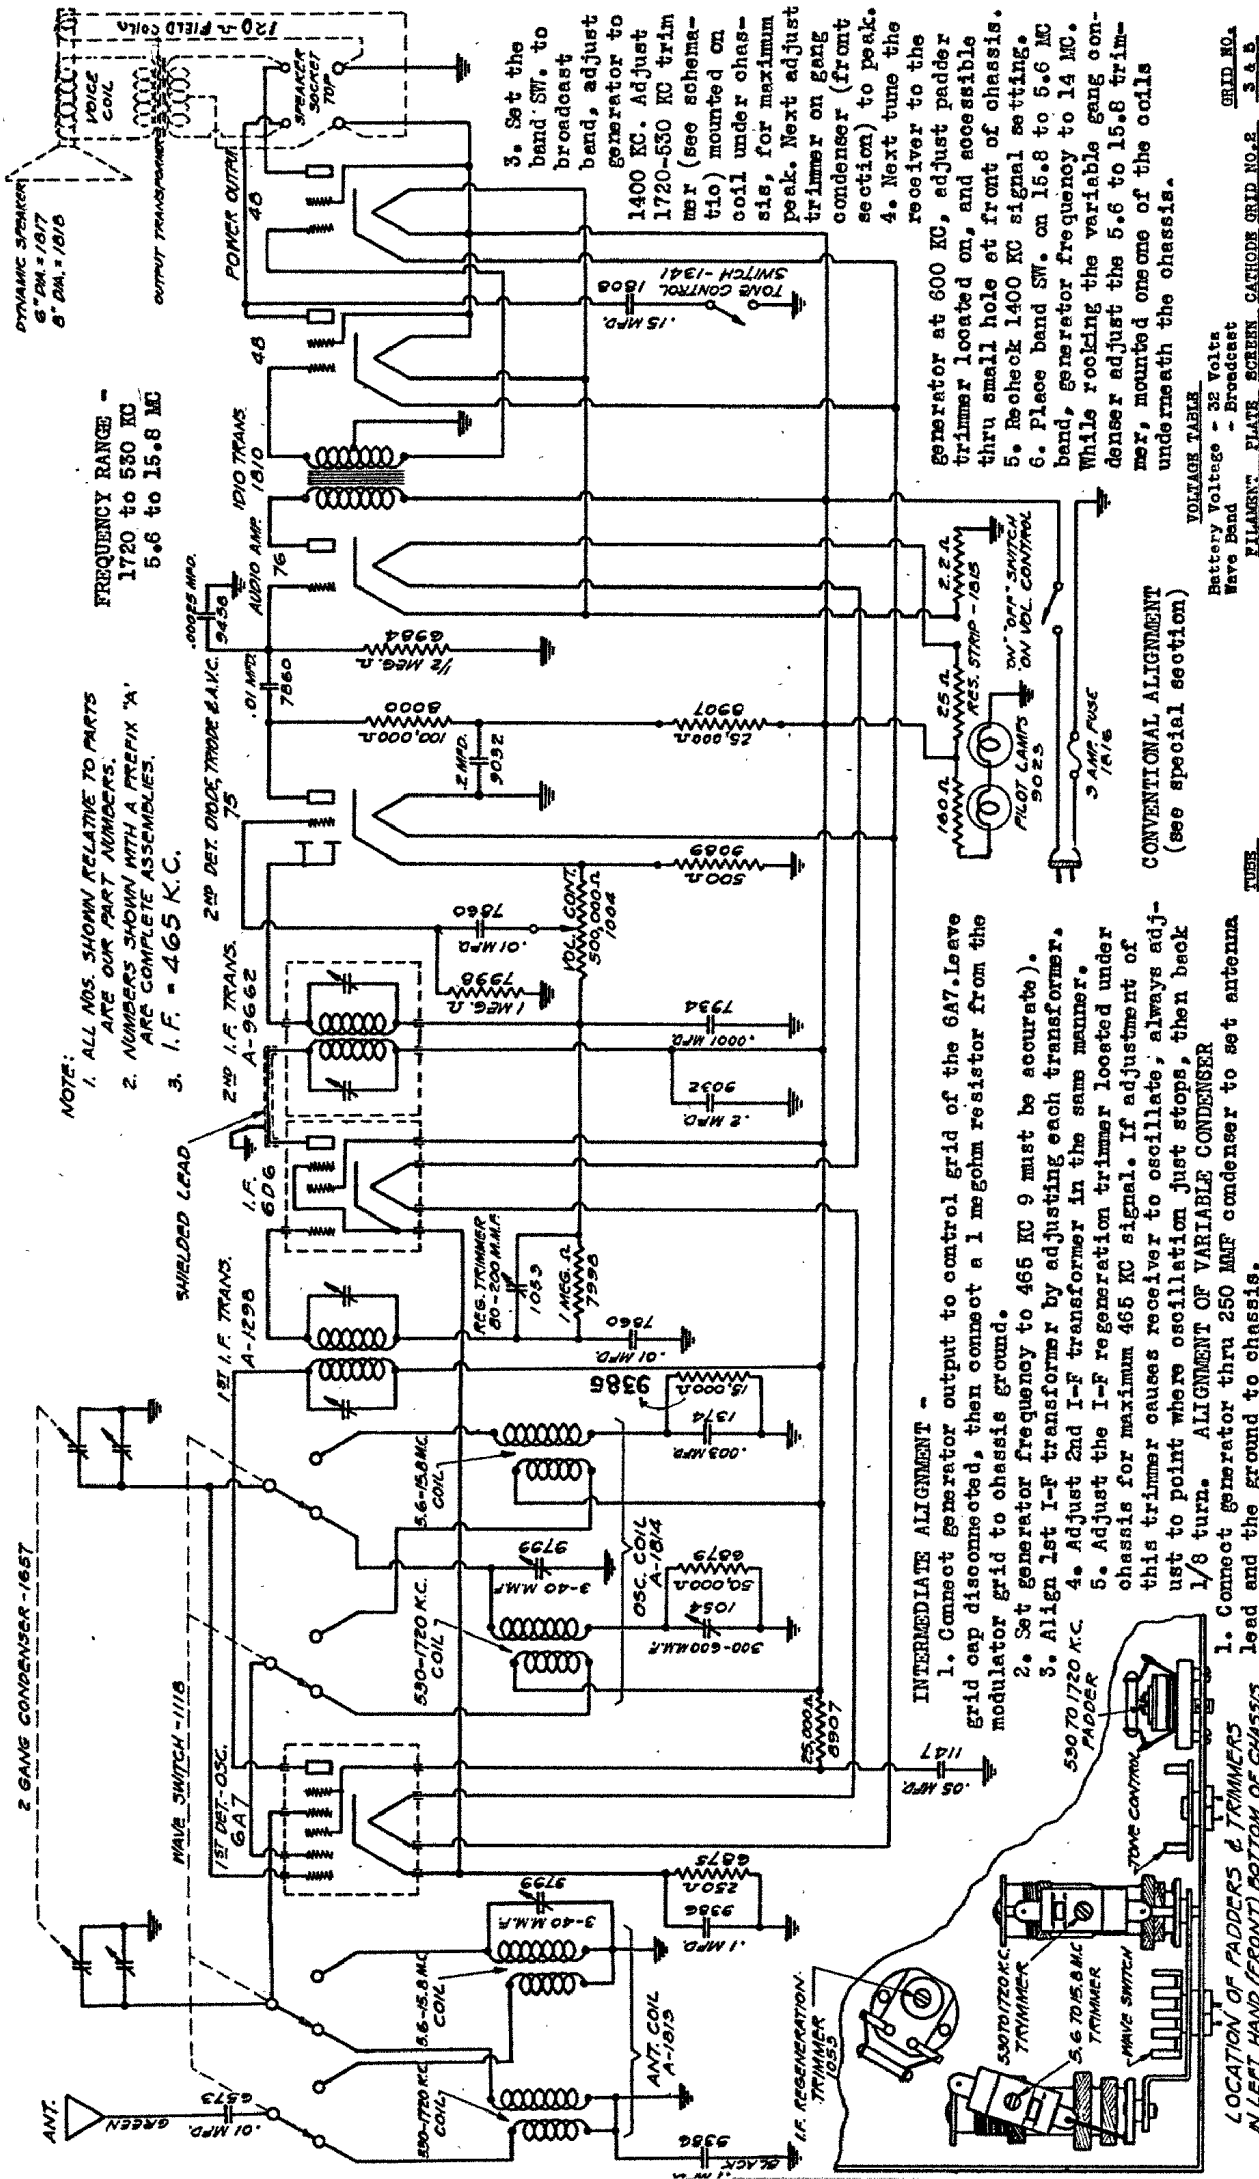 DYNAMIC SPEAKER
6" DIA. = 1817
8" DIA. = 1818
VOICE
COIL
120-Ω FIELD COIL
OUTPUT TRANSFORMER
SPEAKER
SOCKET
TOP
POWER OUTPUT
48
48
FREQUENCY RANGE -
1720 to 530 KC
5.6 to 15.8 MC
.15 MFD.
1808
TONE CONTROL
SWITCH-1341
.00025 MFD.
9458
AUDIO AMP.
76
1810
.01 MFD.
7860
1/2 MEG. Ω
6984
100,000 Ω
8000
.2 MFD.
9032
25,000 Ω
8907
NOTE:
1. ALL NOS. SHOWN RELATIVE TO PARTS
ARE OUR PART NUMBERS.
2. NUMBERS SHOWN WITH A PREFIX "A"
ARE COMPLETE ASSEMBLIES.
3. I.F. = 465 K.C.
2ND DET. DIODE, TRIODE & A.V.C.
75
2ND I.F. TRANS.
A-9662
SHIELDED LEAD
I.F.
6D6
1ST I.F. TRANS.
A-1298
.01 MFD.
7860
1 MEG. Ω
7998
VOL. CONT.
500,000 Ω
1004
500 Ω
9089
.0001 MFD.
7934
.2 MFD.
9032
REG. TRIMMER
80-200 M.M.F.
1053
1 MEG. Ω
7998
.01 MFD.
7860
160 Ω
25 Ω
2.2 Ω
RES. STRIP-1815
PILOT LAMPS
9023
"ON" "OFF" SWITCH
ON VOL. CONTROL
3 AMP. FUSE
1816
2 GANG CONDENSER-1657
WAVE SWITCH-1118
1ST DET.-OSC.
6A7
ANT.
GREEN
.01 MFD.
6573
530-1720 K.C.
COIL
5.6-15.8 M.C.
COIL
3-40 M.M.F.
9799
ANT. COIL
A-1813
BLACK
9386
.1 MFD.
9386
250 Ω
6875
530-1720 K.C.
COIL
5.6-15.8 M.C.
COIL
3-40 M.M.F.
9799
OSC. COIL
A-1814
300-600 M.M.F.
1054
50,000 Ω
6879
.003 MFD.
1374
15,000 Ω
9386
25,000 Ω
8907
.05 MFD.
1147
INTERMEDIATE ALIGNMENT -
1. Connect generator output to control grid of the 6A7. Leave
grid cap disconnected, then connect a 1 megohm resistor from the
modulator grid to chassis ground.
2. Set generator frequency to 465 KC 9 must be accurate).
3. Align 1st I-F transformer by adjusting each transformer.
4. Adjust 2nd I-F transformer in the same manner.
5. Adjust the I-F regeneration trimmer located under
chassis for maximum 465 KC signal. If adjustment of
this trimmer causes receiver to oscillate, always adj-
ust to point where oscillation just stops, then back
1/8 turn. ALIGNMENT OF VARIABLE CONDENSER
1. Connect generator thru 250 MMF condenser to set antenna
lead and the ground to chassis.
CONVENTIONAL ALIGNMENT
(see special section)
3. Set the
band SW. to
broadcast
band, adjust
generator to
1400 KC. Adjust
1720-530 KC trim
mer (see schema-
tic) mounted on
coil under chas-
sis, for maximum
peak. Next adjust
trimmer on gang
condenser (front
section) to peak.
4. Next tune the
receiver to the
generator at 600 KC, adjust padder
trimmer located on, and accessible
thru small hole at front of chassis.
5. Recheck 1400 KC signal setting.
6. Place band SW. on 15.8 to 5.6 MC
band, generator frequency to 14 MC.
While rocking the variable gang con-
denser adjust the 5.6 to 15.8 trim-
mer, mounted oneone of the coils
underneath the chassis.
VOLTAGE TABLE
Battery Voltage - 32 Volts
Wave Band - Broadcast
GRID NO.
TUBE FILAMENT PLATE SCREEN CATHODE GRID NO.2 3 & 5
I.F. REGENERATION
TRIMMER
1053
530 TO 1720 K.C.
TRIMMER
5.6 TO 15.8 M.C.
TRIMMER
WAVE SWITCH
TONE CONTROL
530 TO 1720 K.C.
PADDER
LOCATION OF PADDERS & TRIMMERS
IN LEFT HAND (FRONT) BOTTOM OF CHASSIS